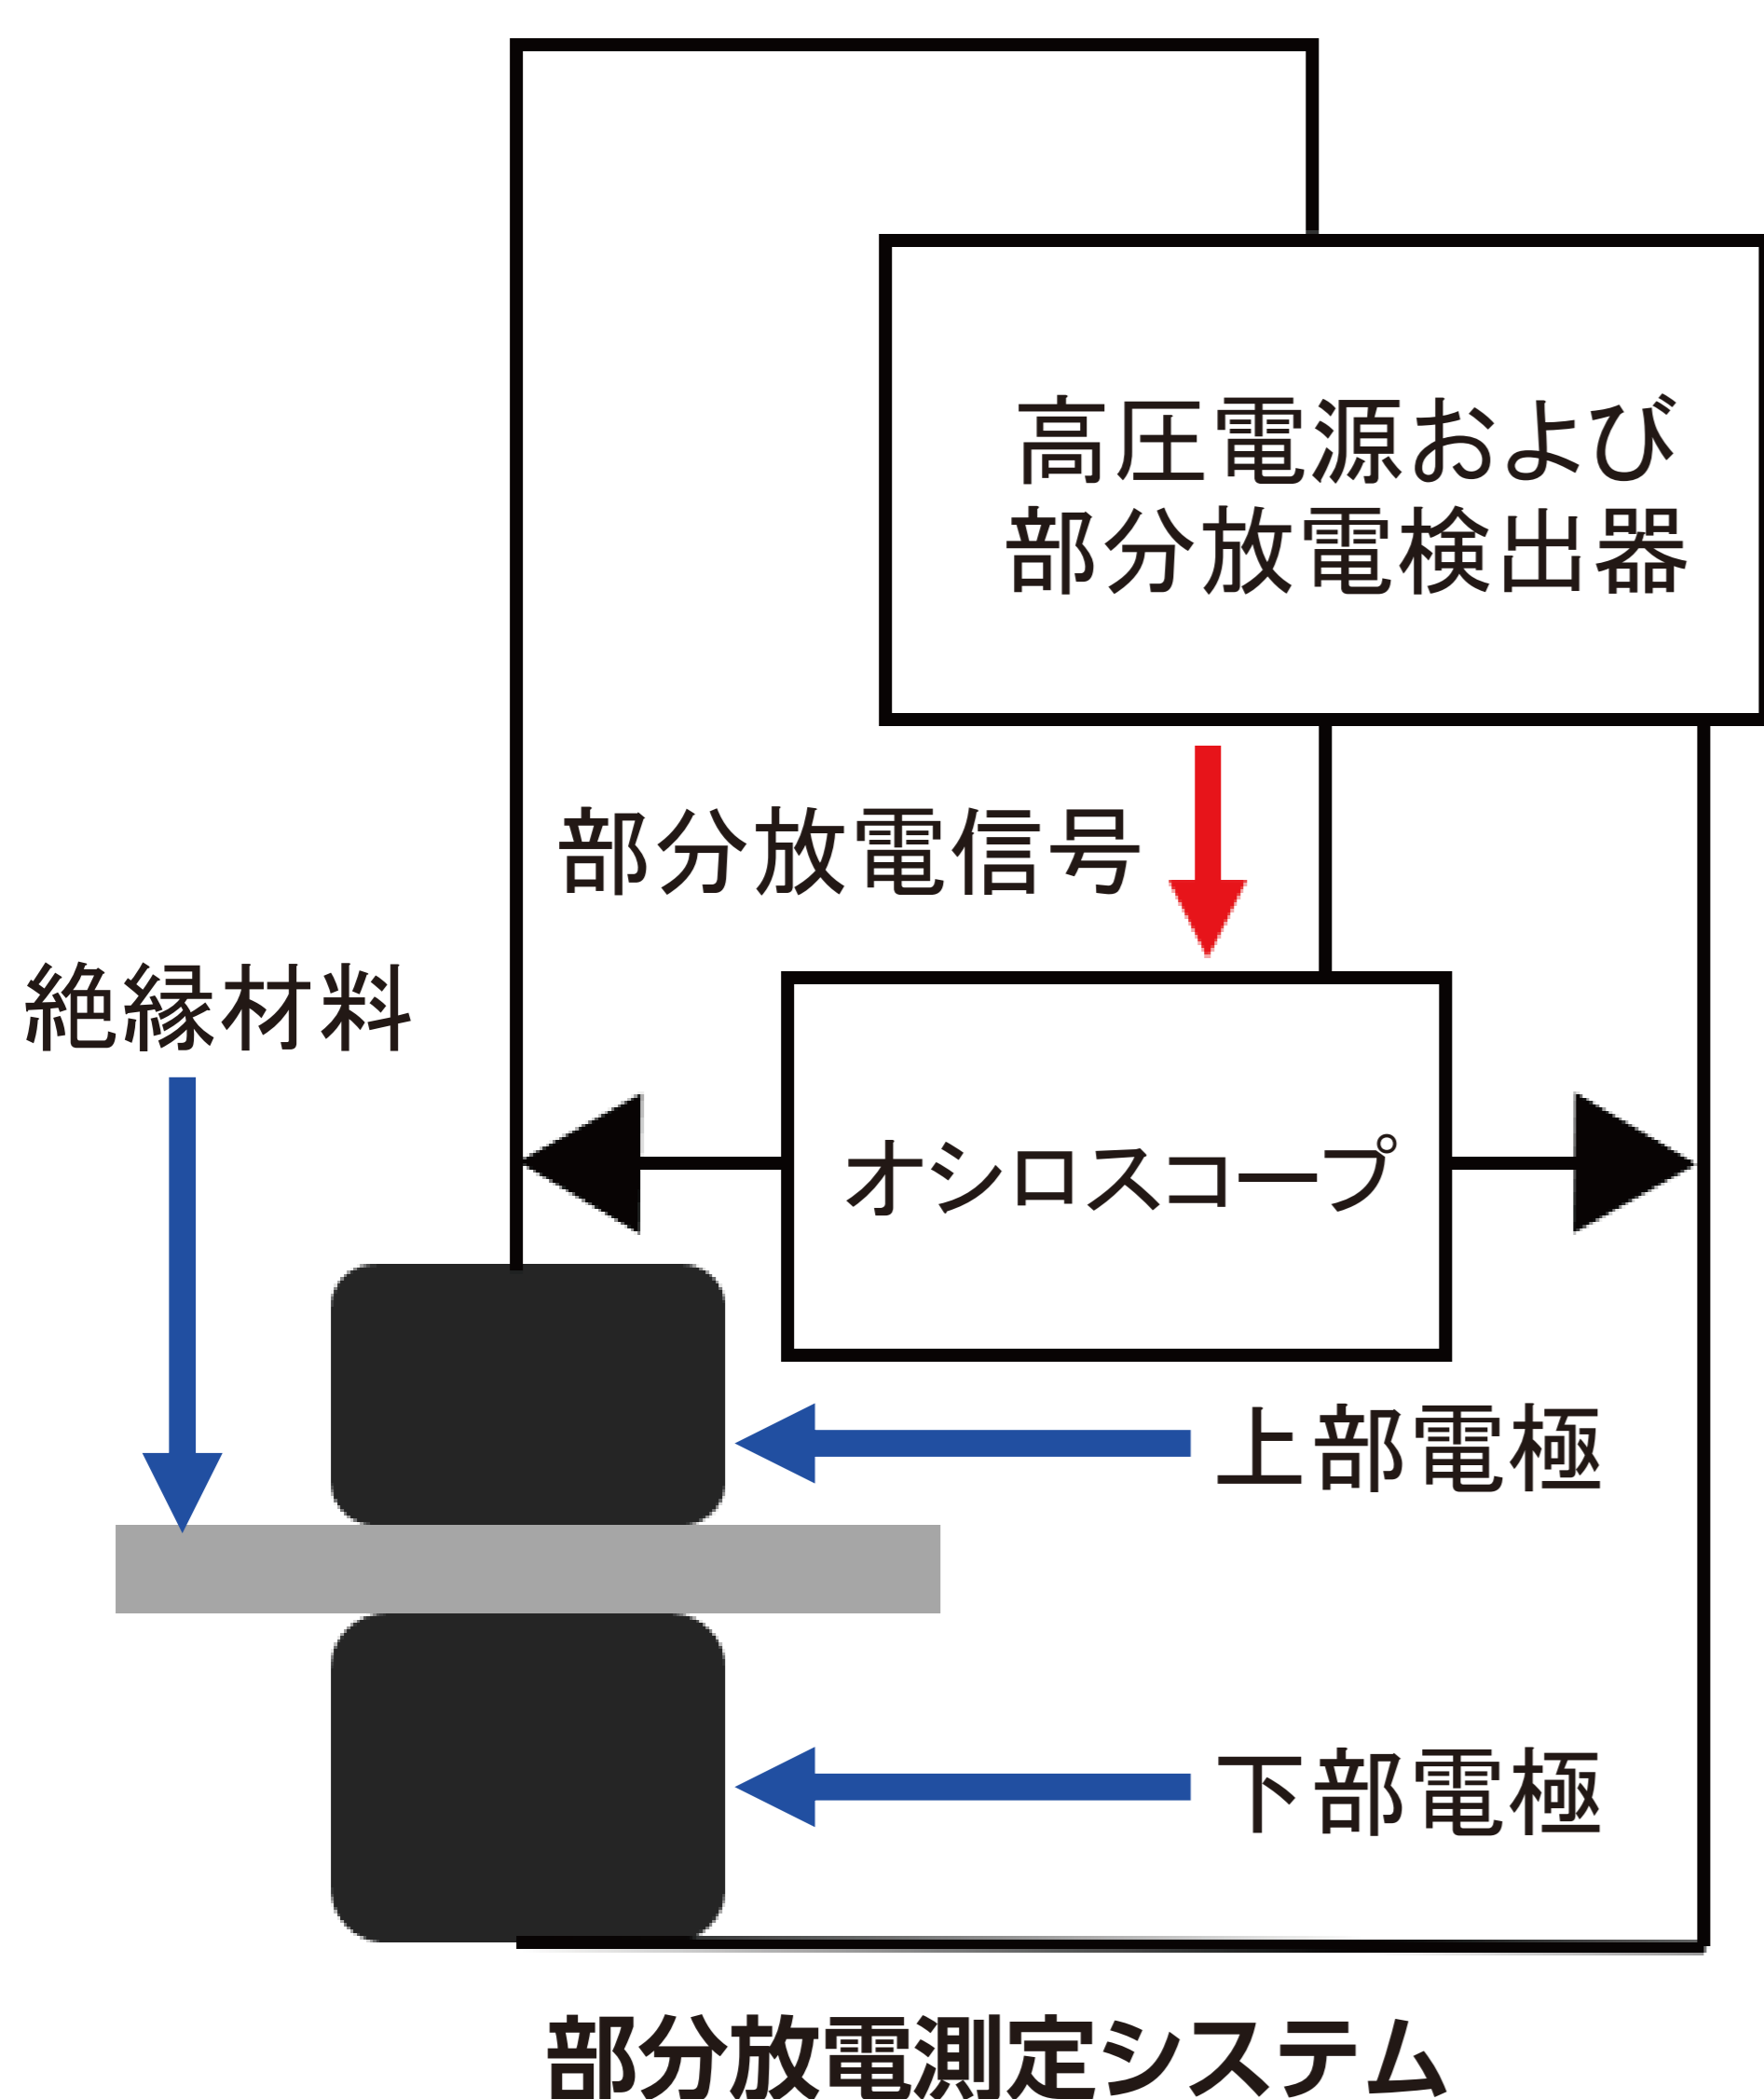 高圧電源および
部分放電検出器
部分放電信号
絶縁材料
オシロスコープ
上部電極
下部電極
部分放電測定システム